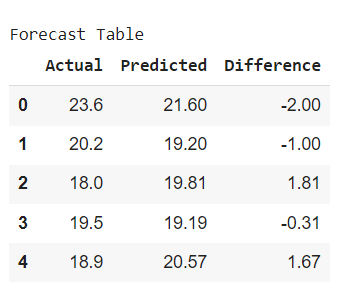 Forecast Table
Actual Predicted Difference
0 23.6 21.60 -2.00
1 20.2 19.20 -1.00
2 18.0 19.81 1.81
3 19.5 19.19 -0.31
4 18.9 20.57 1.67